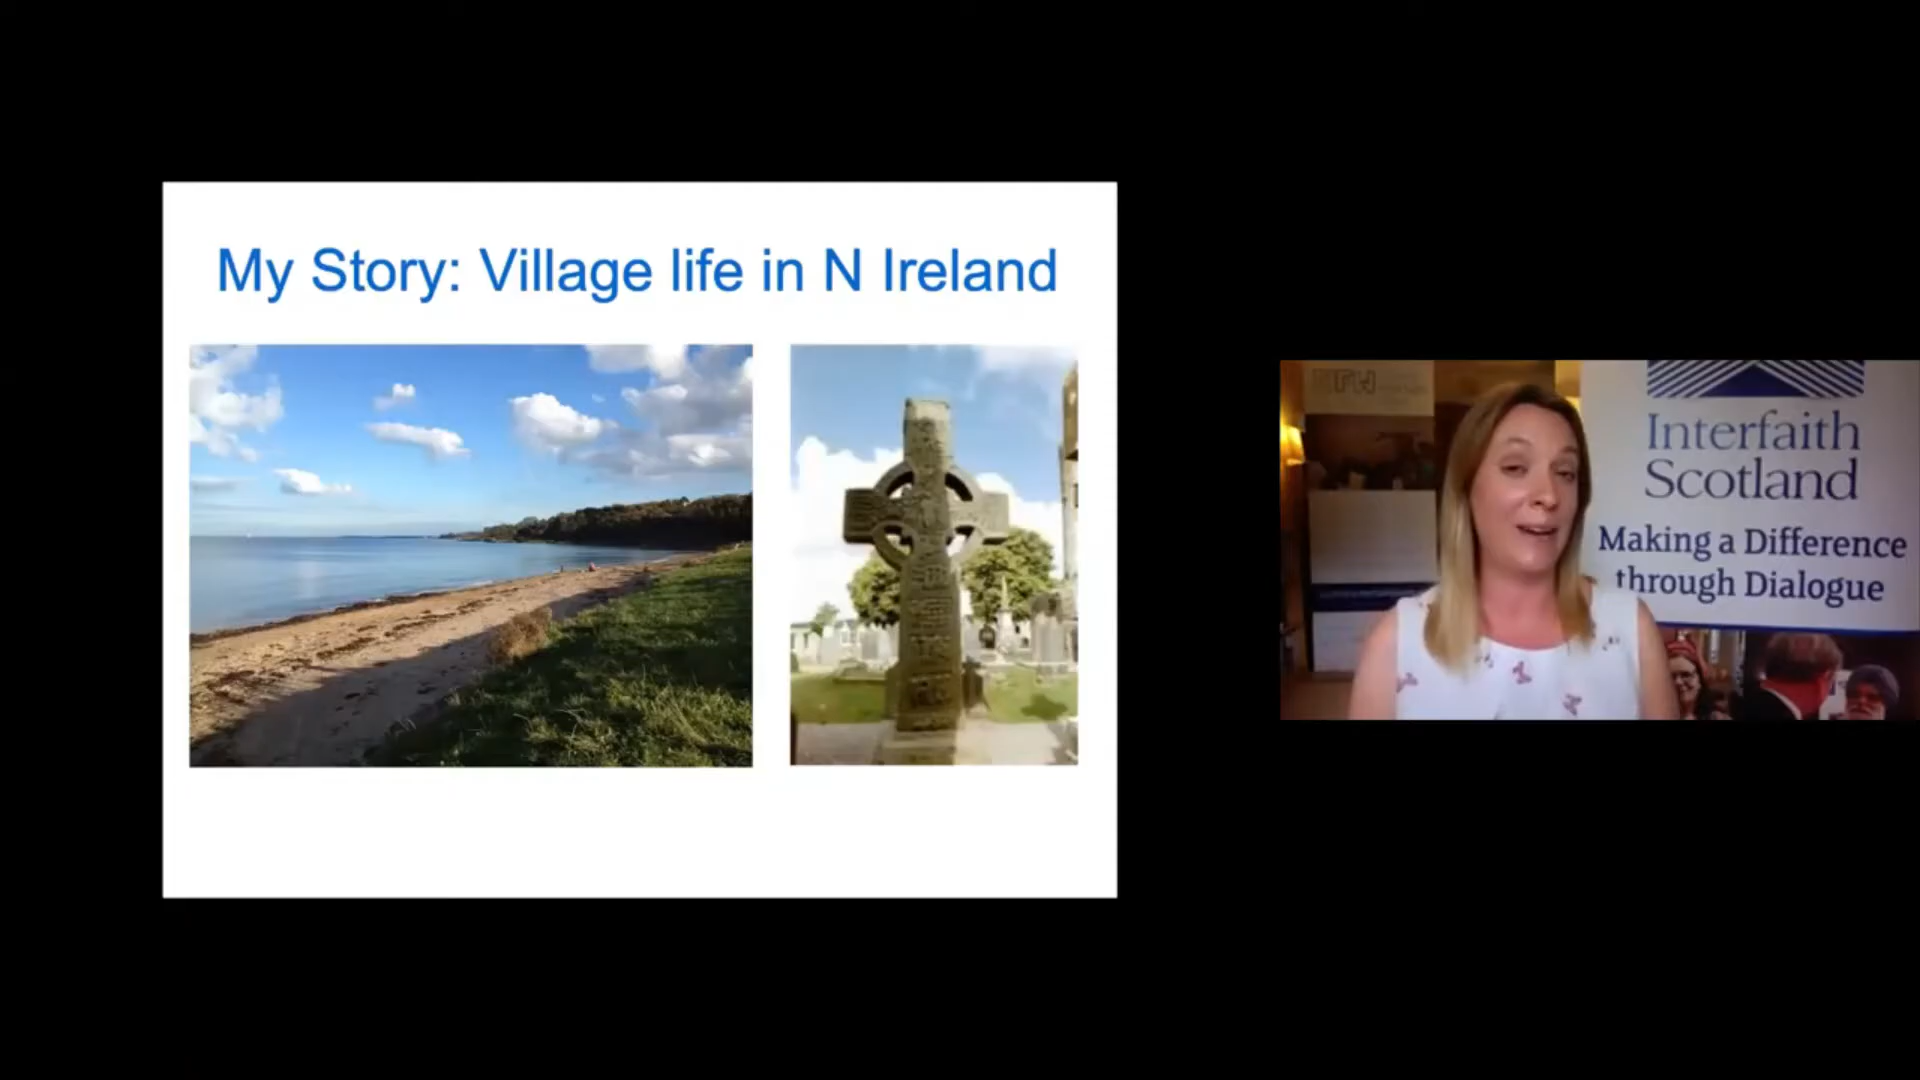 My Story: Village life in N Ireland
Interfaith
Scotland
Making a Difference
through Dialogue